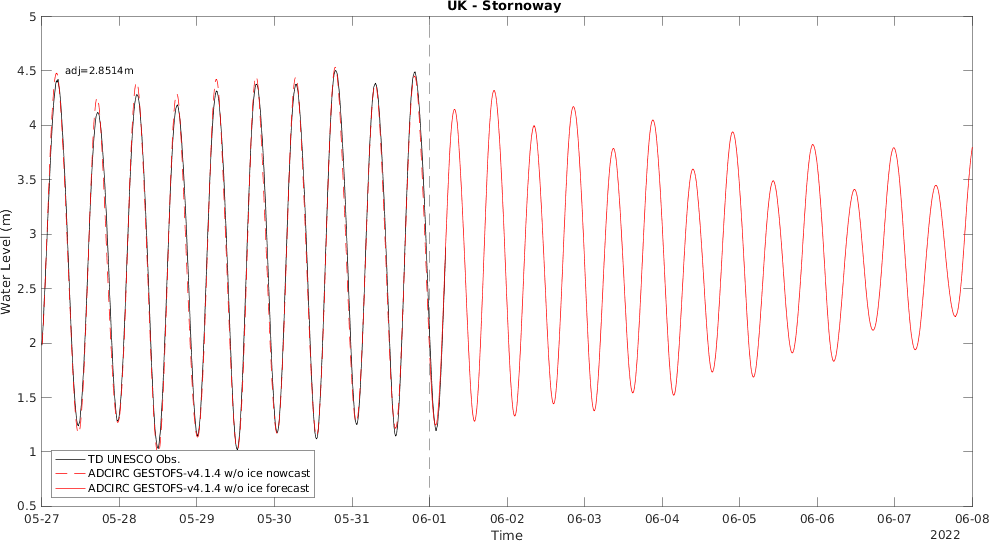 UK - Stornoway
5
4.5
4
3.5
3
2.5
2
1.5
1
0.5
Water Level (m)
adj=2.8514m
TD UNESCO Obs.
ADCIRC GESTOFS-v4.1.4 w/o ice nowcast
ADCIRC GESTOFS-v4.1.4 w/o ice forecast
05-27 05-28 05-29 05-30 05-31 06-01 06-02 06-03 06-04 06-05 06-06 06-07 06-08
Time
2022